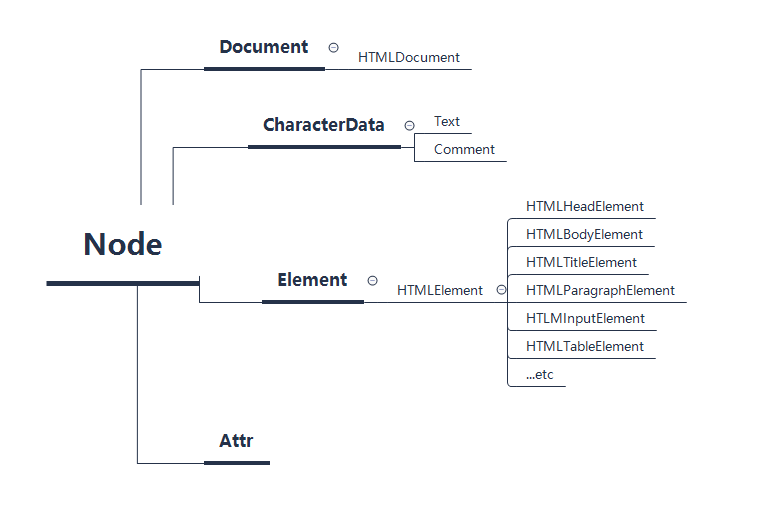 Document
HTMLDocument
CharacterData
Text
Comment
Node
Element
HTMLElement
HTMLHeadElement
HTMLBodyElement
HTMLTitleElement
HTMLParagraphElement
HTLMInputElement
HTMLTableElement
...etc
Attr